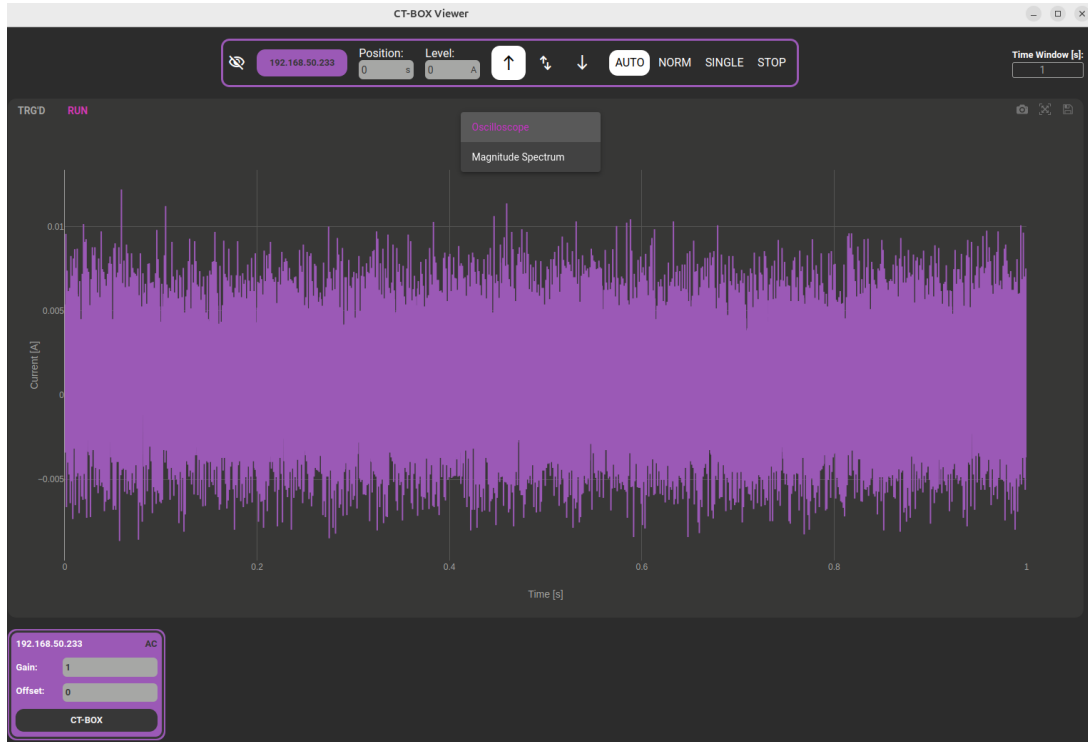 CT-BOX Viewer
192.168.50.233
Position:
0 s
Level:
0 A
AUTO NORM SINGLE STOP
Time Window [s]:
1
TRG'D RUN
Oscilloscope
Magnitude Spectrum
0.01
0.005
0
−0.005
Current [A]
0 0.2 0.4 0.6 0.8 1
Time [s]
192.168.50.233 AC
Gain: 1
Offset: 0
CT-BOX